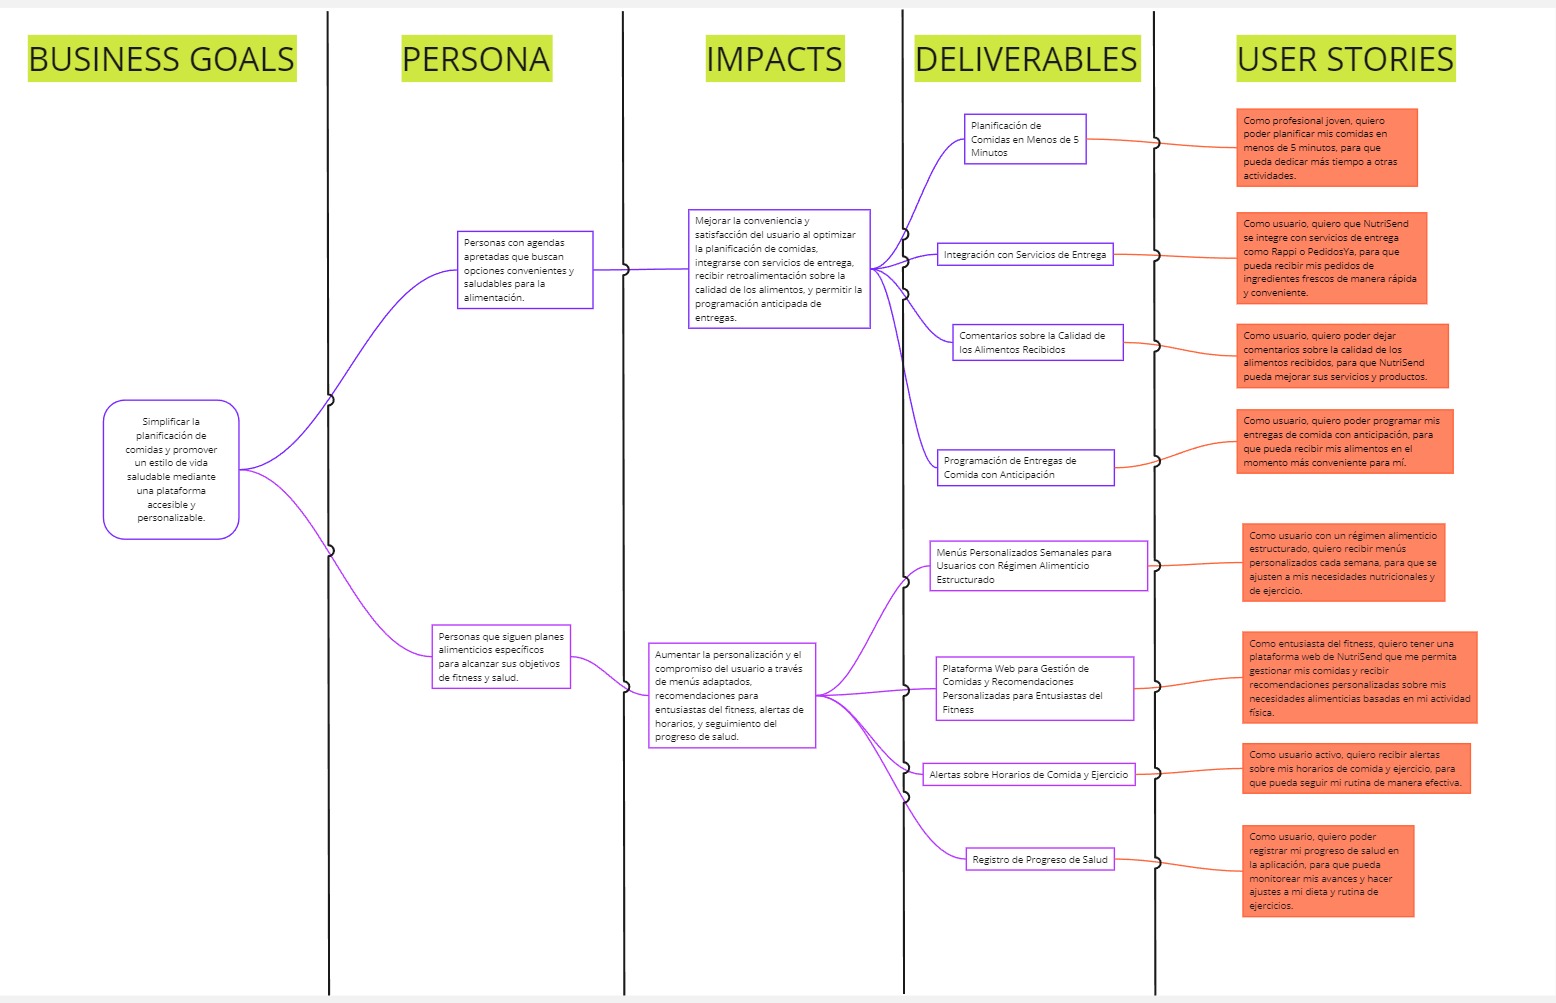 BUSINESS GOALS
PERSONA
IMPACTS
DELIVERABLES
USER STORIES
Simplificar la
planificación de
comidas y promover
un estilo de vida
saludable mediante
una plataforma
accesible y
personalizable.
Personas con agendas
apretadas que buscan
opciones convenientes y
saludables para la
alimentación.
Mejorar la conveniencia y
satisfacción del usuario al optimizar
la planificación de comidas,
integrarse con servicios de entrega,
recibir retroalimentación sobre la
calidad de los alimentos, y permitir la
programación anticipada de
entregas.
Planificación de
Comidas en Menos de 5
Minutos
Como profesional joven, quiero
poder planificar mis comidas en
menos de 5 minutos, para que
pueda dedicar más tiempo a otras
actividades.
Integración con Servicios de Entrega
Como usuario, quiero que NutriSend
se integre con servicios de entrega
como Rappi o PedidosYa, para que
pueda recibir mis pedidos de
ingredientes frescos de manera rápida
y conveniente.
Comentarios sobre la Calidad de
los Alimentos Recibidos
Como usuario, quiero poder dejar
comentarios sobre la calidad de los
alimentos recibidos, para que NutriSend
pueda mejorar sus servicios y productos.
Programación de Entregas de
Comida con Anticipación
Como usuario, quiero poder programar mis
entregas de comida con anticipación, para
que pueda recibir mis alimentos en el
momento más conveniente para mí.
Personas que siguen planes
alimenticios específicos
para alcanzar sus objetivos
de fitness y salud.
Aumentar la personalización y el
compromiso del usuario a través
de menús adaptados,
recomendaciones para
entusiastas del fitness, alertas de
horarios, y seguimiento del
progreso de salud.
Menús Personalizados Semanales para
Usuarios con Régimen Alimenticio
Estructurado
Como usuario con un régimen alimenticio
estructurado, quiero recibir menús
personalizados cada semana, para que se
ajusten a mis necesidades nutricionales y
de ejercicio.
Plataforma Web para Gestión de
Comidas y Recomendaciones
Personalizadas para Entusiastas del
Fitness
Como entusiasta del fitness, quiero tener una
plataforma web de NutriSend que me permita
gestionar mis comidas y recibir
recomendaciones personalizadas sobre mis
necesidades alimenticias basadas en mi actividad
física.
Alertas sobre Horarios de Comida y Ejercicio
Como usuario activo, quiero recibir alertas
sobre mis horarios de comida y ejercicio, para
que pueda seguir mi rutina de manera efectiva.
Registro de Progreso de Salud
Como usuario, quiero poder
registrar mi progreso de salud en
la aplicación, para que pueda
monitorear mis avances y hacer
ajustes a mi dieta y rutina de
ejercicios.